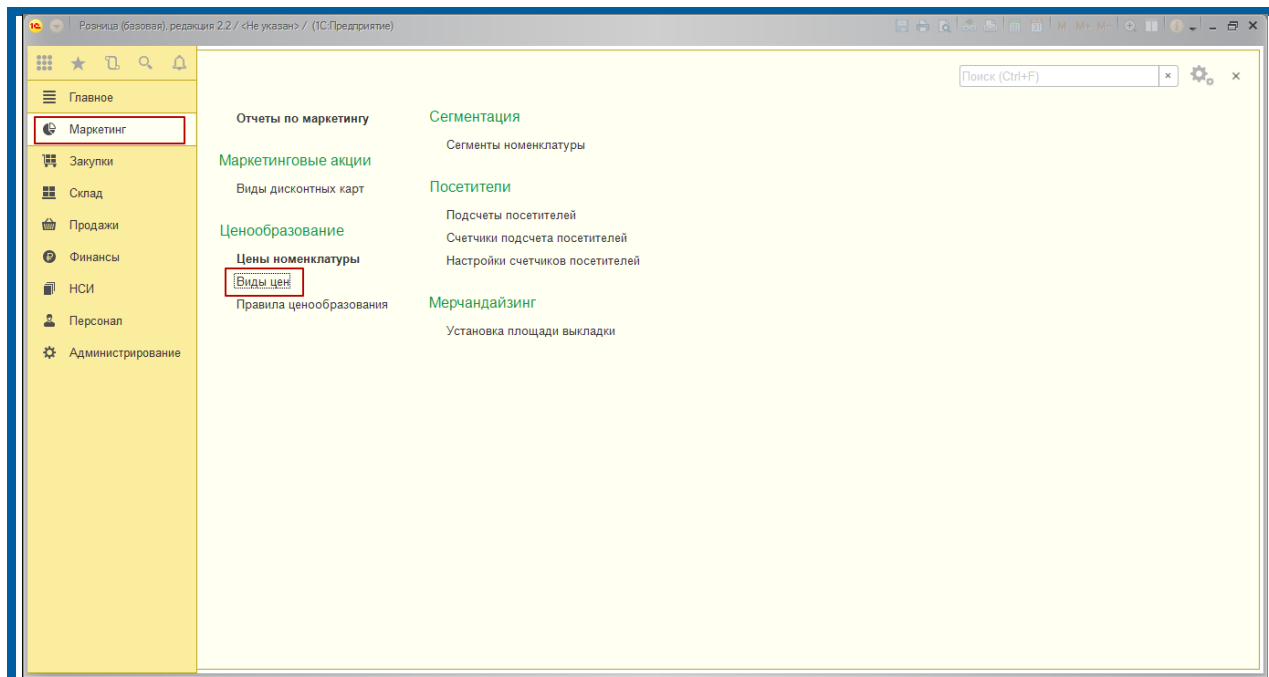 1С Розница (базовая), редакция 2.2 / <Не указан> / (1С:Предприятие)
31 M M+ M-
Поиск (Ctrl+F)
Главное
Маркетинг
Закупки
Склад
Продажи
Финансы
НСИ
Персонал
Администрирование
Отчеты по маркетингу
Маркетинговые акции
Виды дисконтных карт
Ценообразование
Цены номенклатуры
Виды цен
Правила ценообразования
Сегментация
Сегменты номенклатуры
Посетители
Подсчеты посетителей
Счетчики подсчета посетителей
Настройки счетчиков посетителей
Мерчандайзинг
Установка площади выкладки